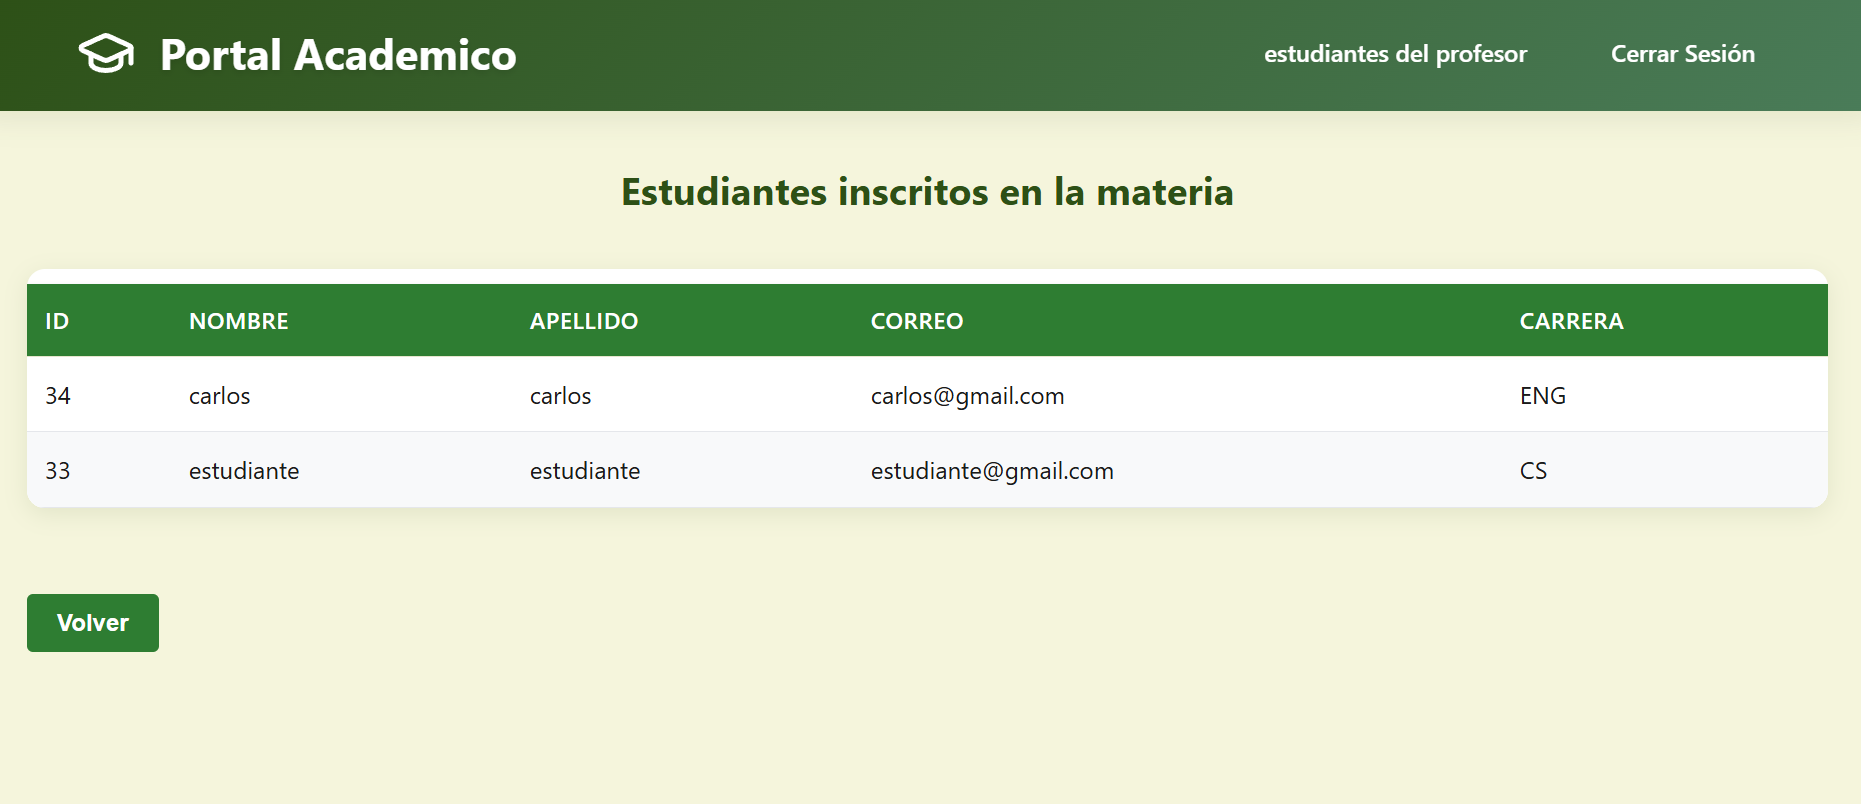 Portal Academico
estudiantes del profesor
Cerrar Sesión
Estudiantes inscritos en la materia
ID NOMBRE APELLIDO CORREO CARRERA
34 carlos carlos carlos@gmail.com ENG
33 estudiante estudiante estudiante@gmail.com CS
Volver